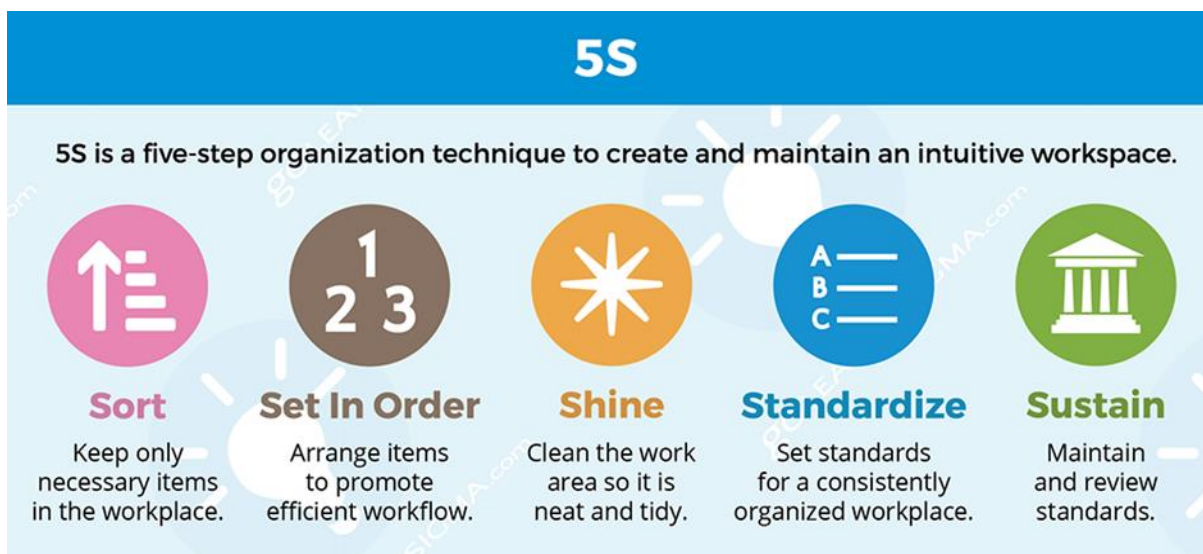 5S
5S is a five-step organization technique to create and maintain an intuitive workspace.
1
2 3
A
B
C
Sort
Keep only
necessary items
in the workplace.
Set In Order
Arrange items
to promote
efficient workflow.
Shine
Clean the work
area so it is
neat and tidy.
Standardize
Set standards
for a consistently
organized workplace.
Sustain
Maintain
and review
standards.